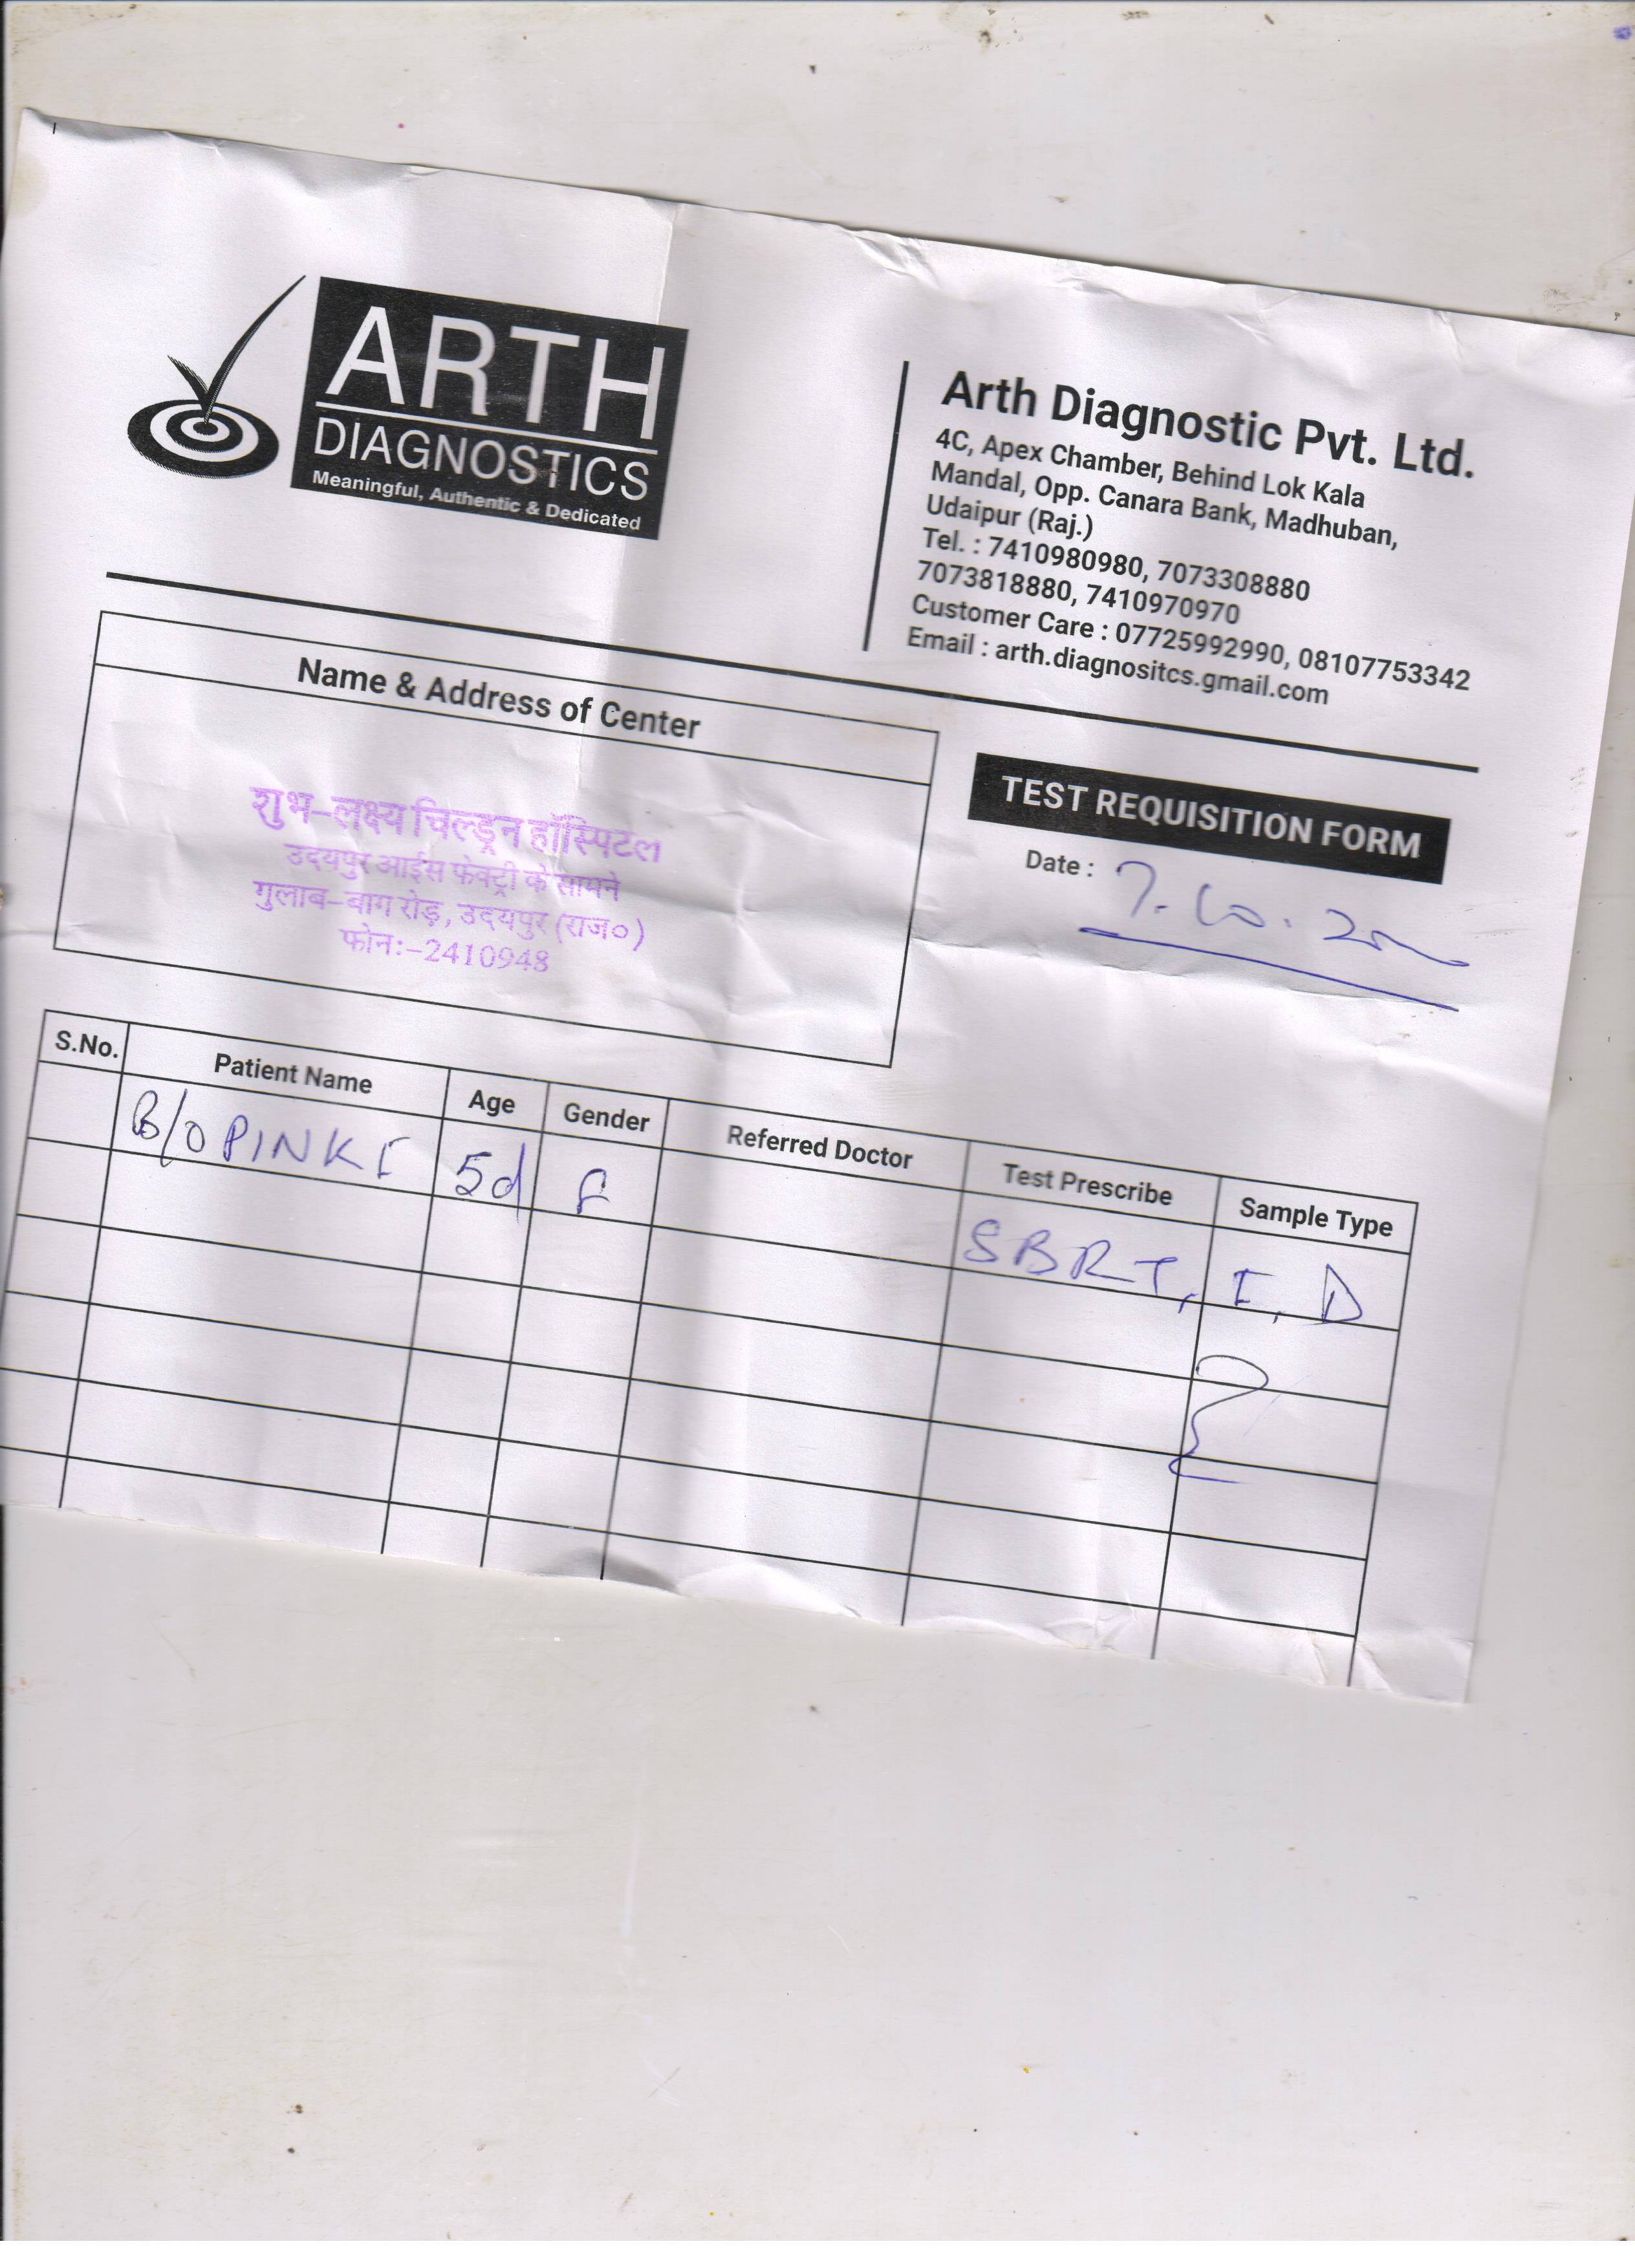 ARTH
DIAGNOSTICS
Meaningful, Authentic & Dedicated
Arth Diagnostic Pvt. Ltd.
4C, Apex Chamber, Behind Lok Kala
Mandal, Opp. Canara Bank, Madhuban,
Udaipur (Raj.)
Tel. : 7410980980, 7073308880
7073818880, 7410970970
Customer Care : 07725992990, 08107753342
Email : arth.diagnositcs.gmail.com
Name & Address of Center
शुभ-लक्ष्य चिल्ड्रन हॉस्पिटल
उदयपुर आईस फेक्ट्री के सामने
गुलाब-बाग रोड़, उदयपुर (राज०)
फोन:-2410948
TEST REQUISITION FORM
Date :
S.No. Patient Name Age Gender Referred Doctor Test Prescribe Sample Type
B/O PINKI 5d F SBRT, I, D